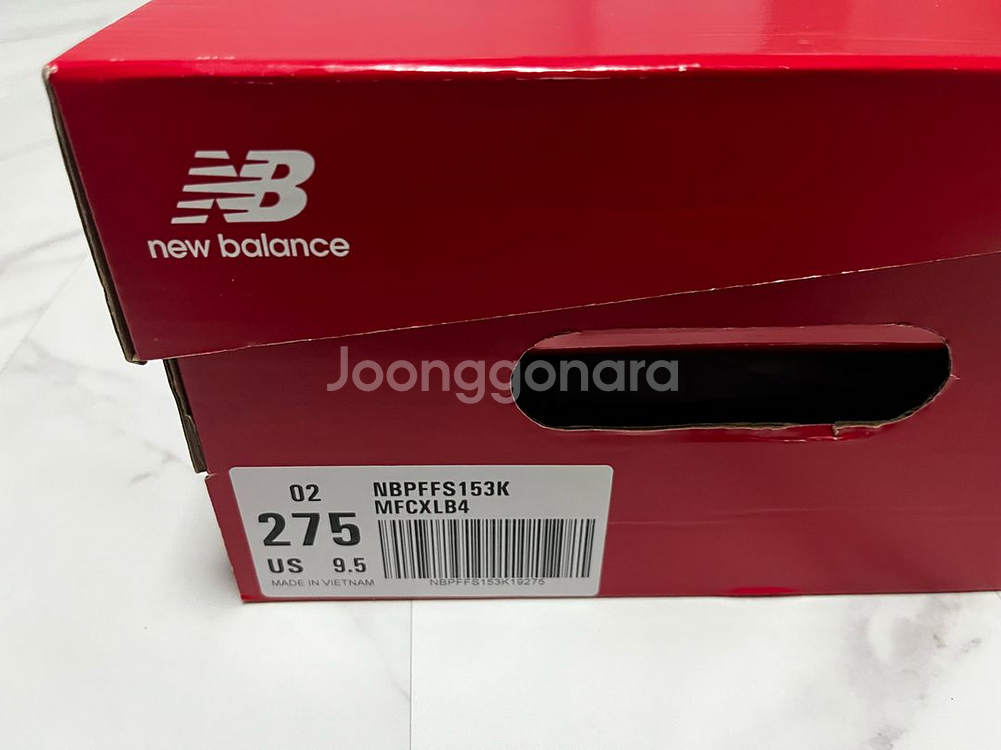 NB
new balance
Joonggonara
02
275
US 9.5
MADE IN VIETNAM
NBPFFS153K
MFCXLB4
NBPFFS153K19275